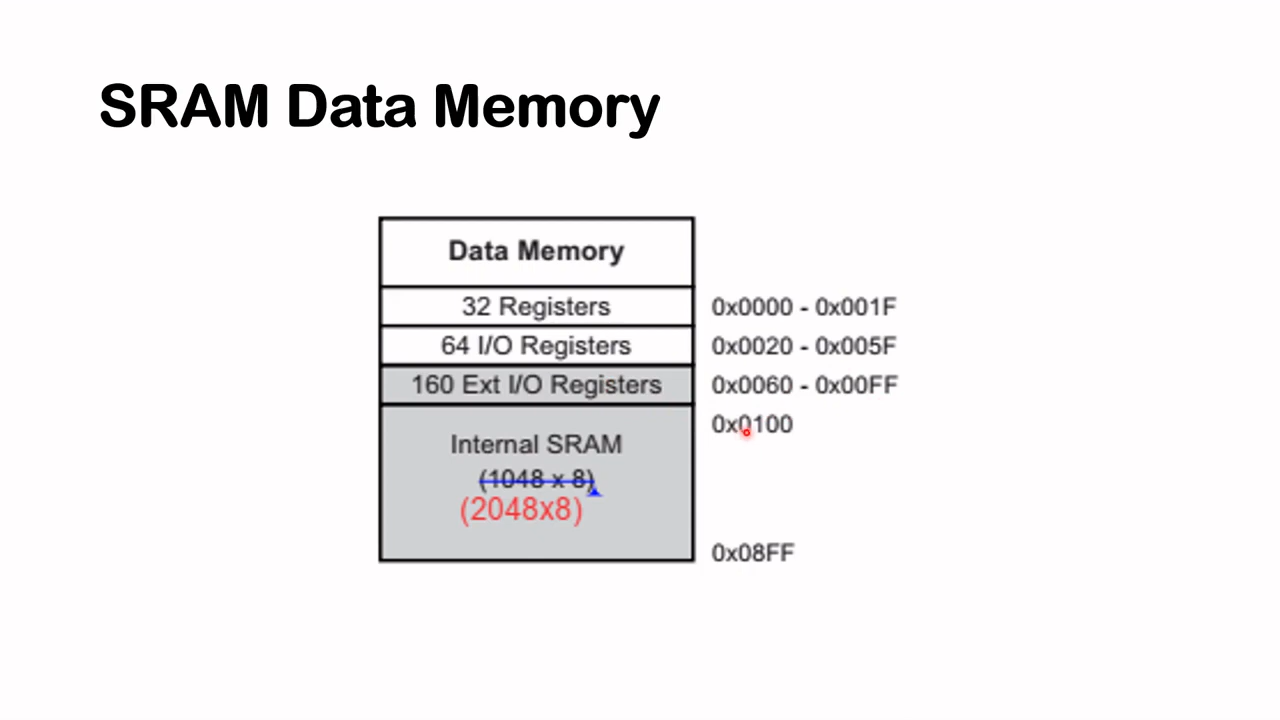 SRAM Data Memory
Data Memory
32 Registers 0x0000 - 0x001F
64 I/O Registers 0x0020 - 0x005F
160 Ext I/O Registers 0x0060 - 0x00FF
0x0100
Internal SRAM
(1048 x 8)
(2048x8)
0x08FF